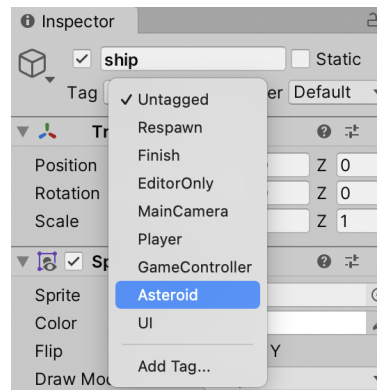 Inspector
ship Static
Tag er Default
✓ Untagged
Respawn
Finish
EditorOnly
MainCamera
Player
GameController
Asteroid
UI
Add Tag...
Tr
Position Z 0
Rotation Z 0
Scale Z 1
Sp
Sprite
Color
Flip Y
Draw Mo